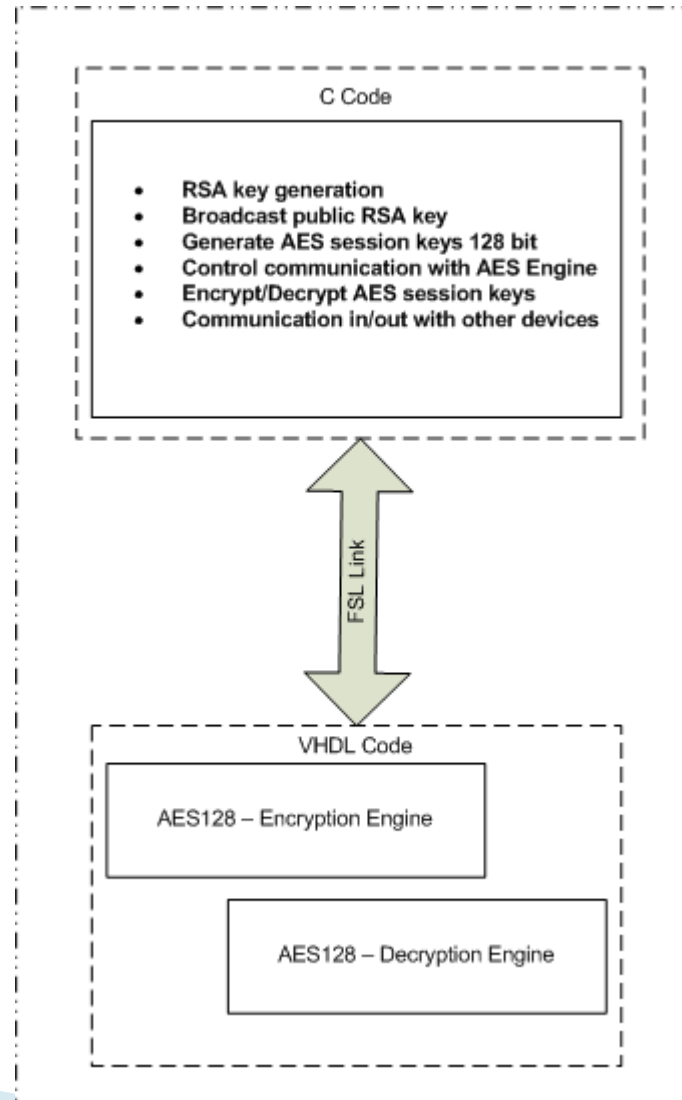 C Code
• RSA key generation
• Broadcast public RSA key
• Generate AES session keys 128 bit
• Control communication with AES Engine
• Encrypt/Decrypt AES session keys
• Communication in/out with other devices
FSL Link
VHDL Code
AES128 – Encryption Engine
AES128 – Decryption Engine